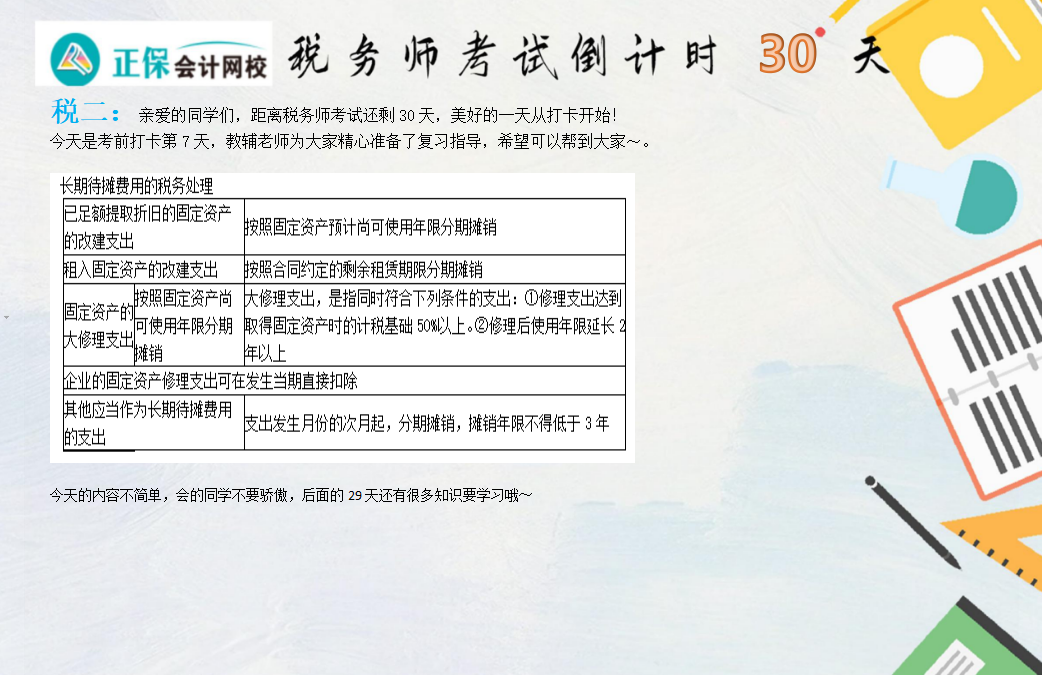 正保会计网校 税务师考试倒计时 30 天
税二：亲爱的同学们，距离税务师考试还剩 30 天，美好的一天从打卡开始！
今天是考前打卡第 7 天，教辅老师为大家精心准备了复习指导，希望可以帮到大家～。
长期待摊费用的税务处理
已足额提取折旧的固定资产
的改建支出
按照固定资产预计尚可使用年限分期摊销
租入固定资产的改建支出
按照合同约定的剩余租赁期限分期摊销
固定资产的
大修理支出
按照固定资产尚
可使用年限分期
摊销
大修理支出，是指同时符合下列条件的支出：①修理支出达到
取得固定资产时的计税基础 50%以上。②修理后使用年限延长 2
年以上
企业的固定资产修理支出可在发生当期直接扣除
其他应当作为长期待摊费用
的支出
支出发生月份的次月起，分期摊销，摊销年限不得低于 3 年
今天的内容不简单，会的同学不要骄傲，后面的 29 天还有很多知识要学习哦～